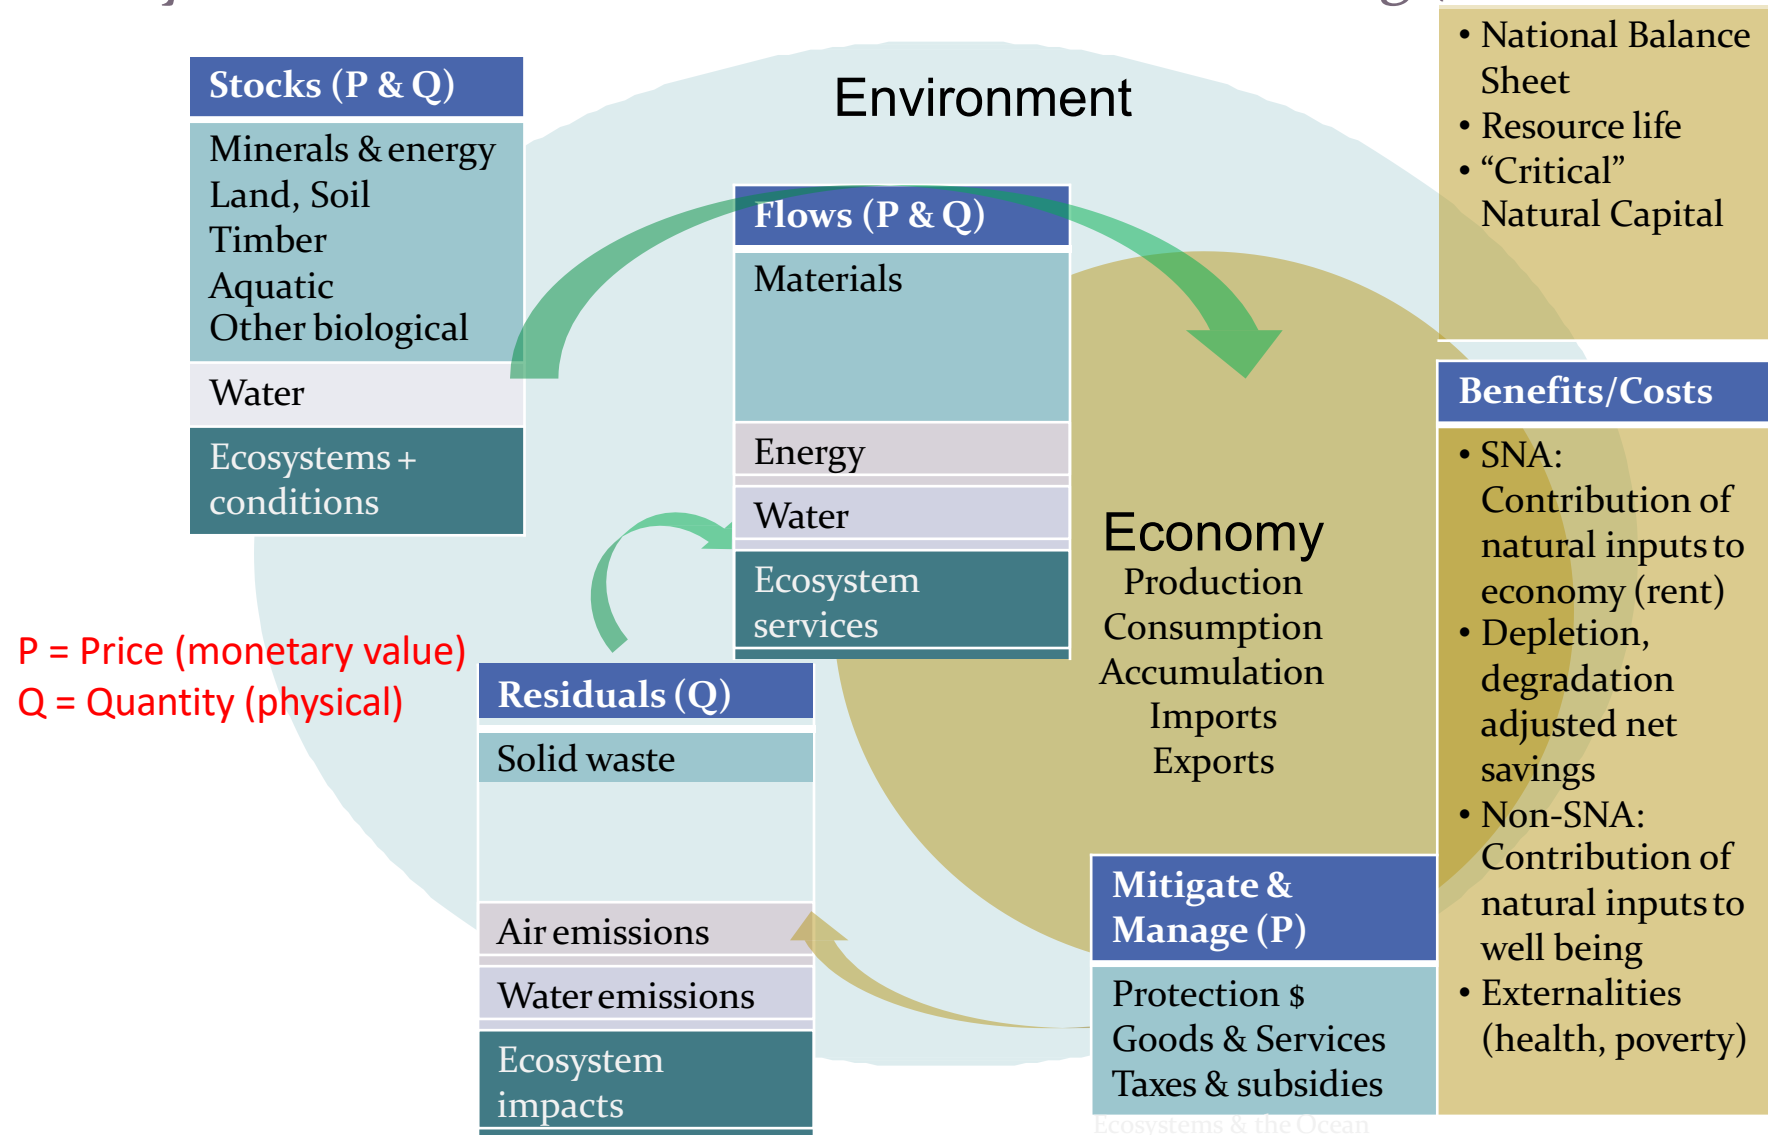 Stocks (P & Q)
Minerals & energy
Land, Soil
Timber
Aquatic
Other biological
Water
Ecosystems +
conditions
Environment
Flows (P & Q)
Materials
Energy
Water
Ecosystem
services
• National Balance
Sheet
• Resource life
• “Critical”
Natural Capital
Benefits/Costs
• SNA:
Contribution of
natural inputs to
economy (rent)
• Depletion,
degradation
adjusted net
savings
• Non-SNA:
Contribution of
natural inputs to
well being
• Externalities
(health, poverty)
Economy
Production
Consumption
Accumulation
Imports
Exports
P = Price (monetary value)
Q = Quantity (physical)
Residuals (Q)
Solid waste
Air emissions
Water emissions
Ecosystem
impacts
Mitigate &
Manage (P)
Protection $
Goods & Services
Taxes & subsidies
Ecosystems & the Ocean